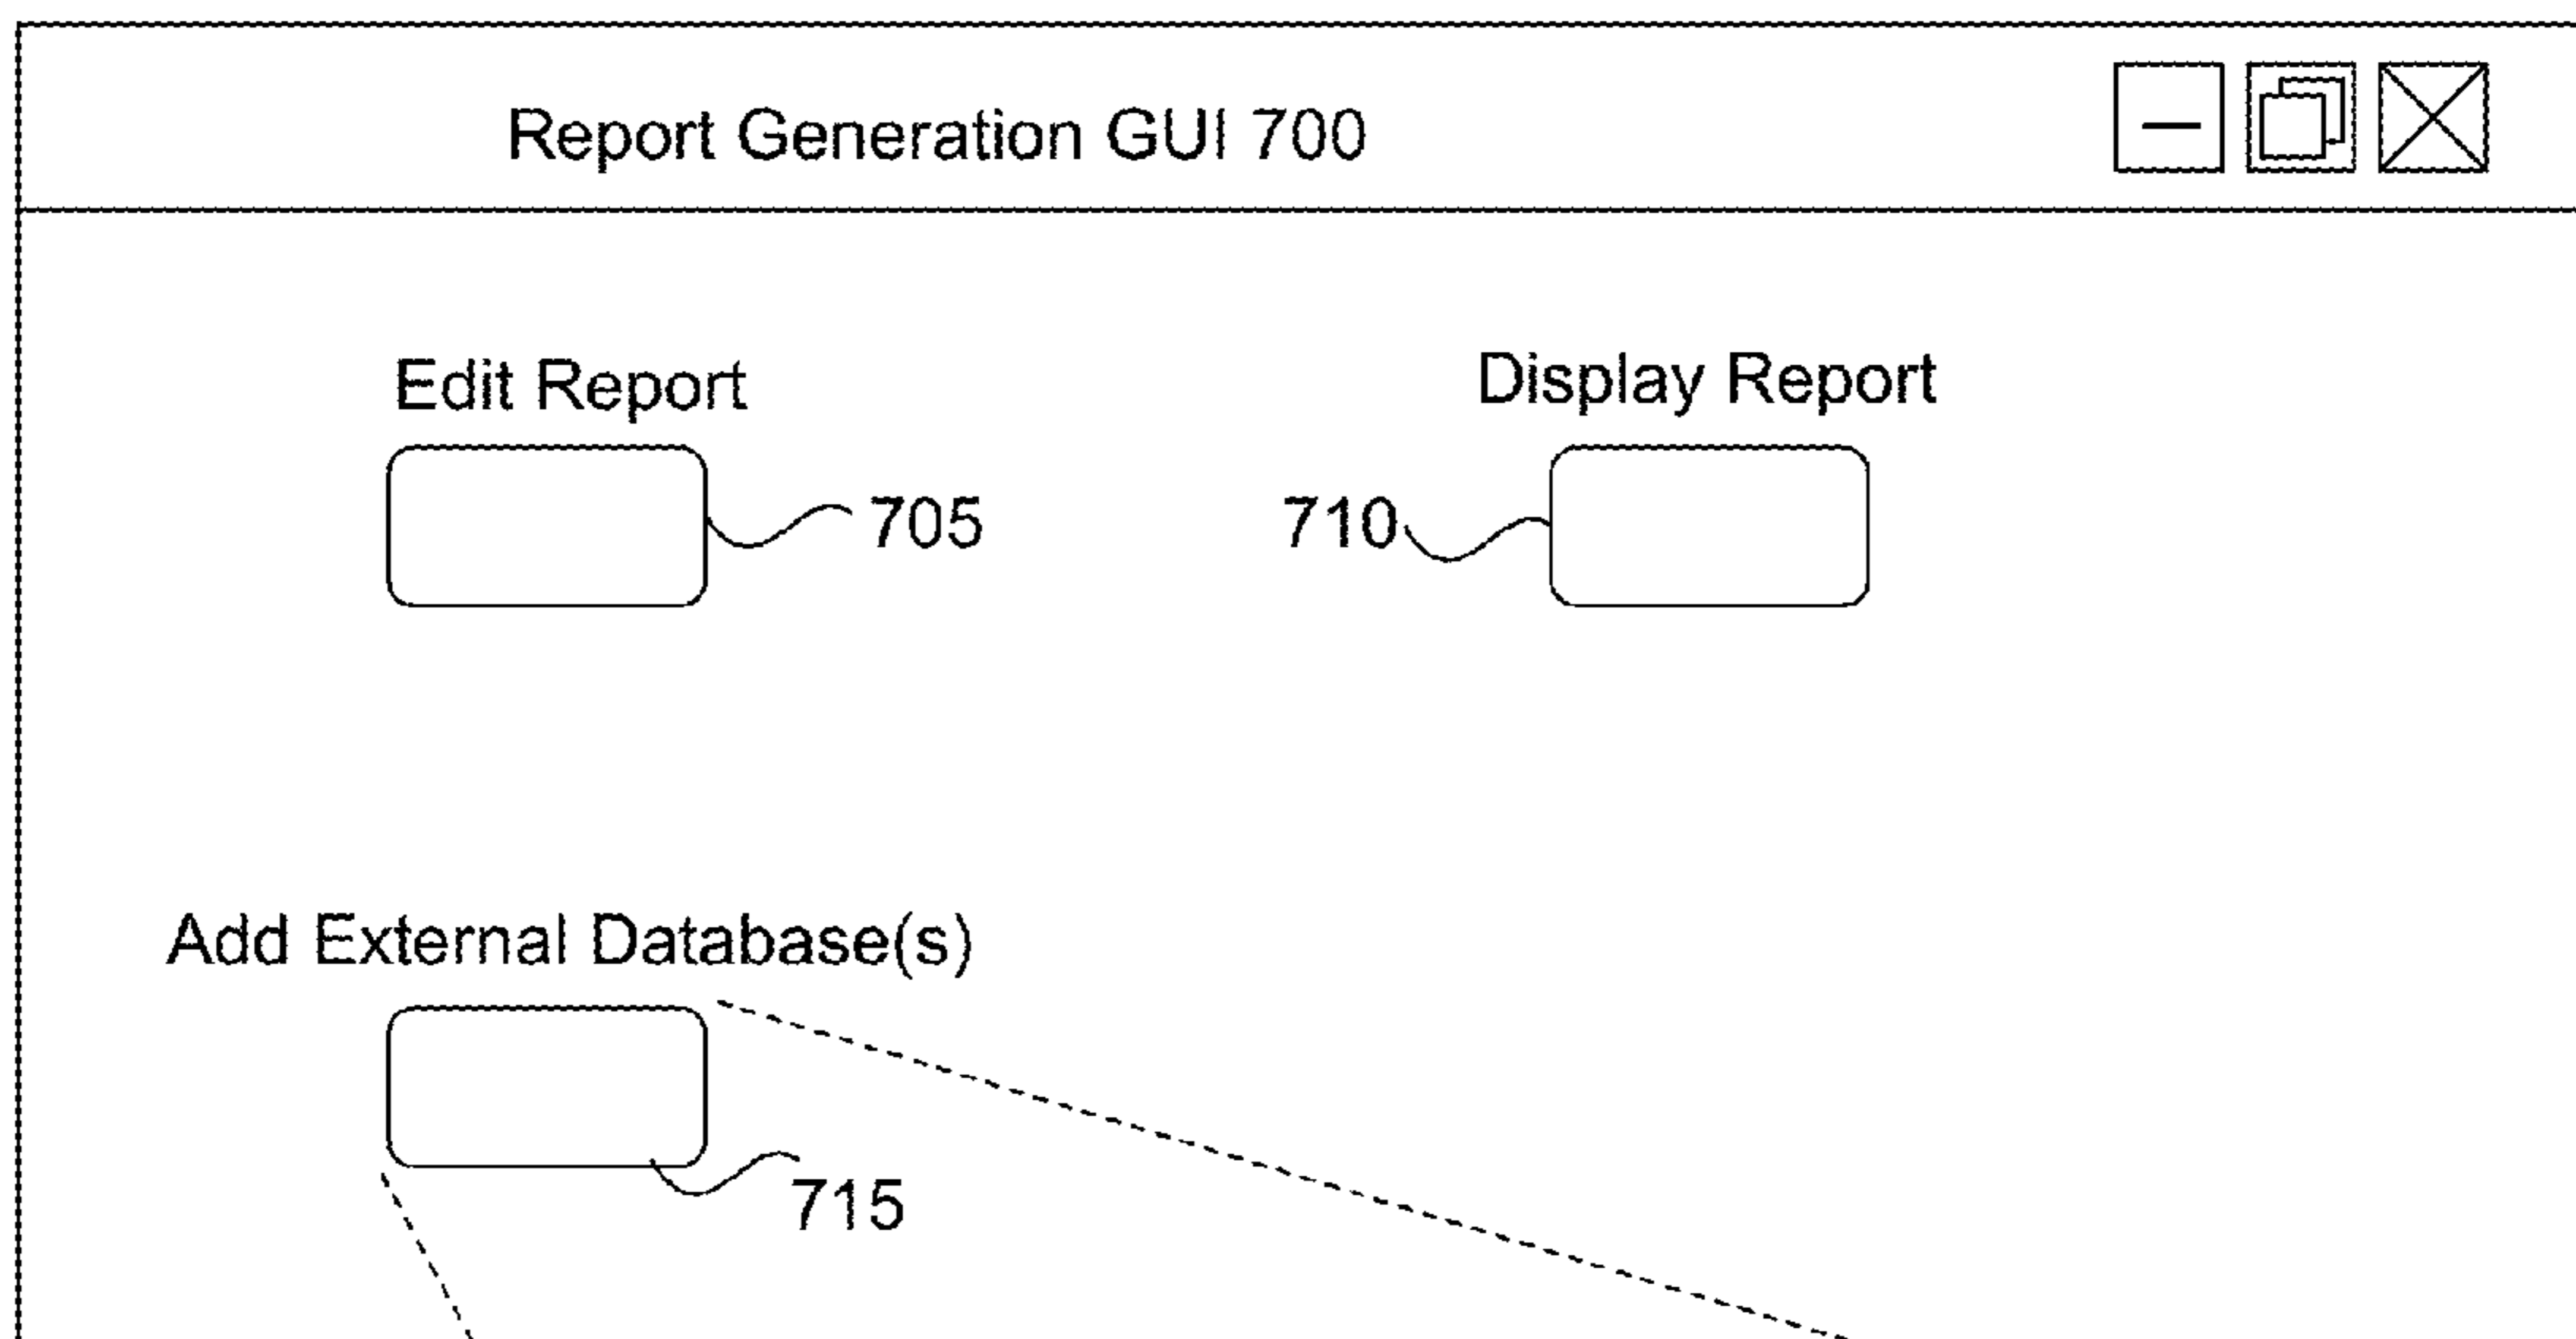 Report Generation GUI 700
Edit Report
Display Report
705
710
Add External Database(s)
715